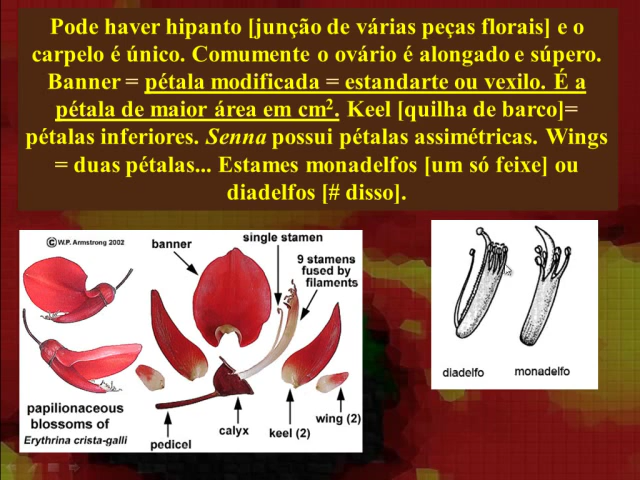 Pode haver hipanto [junção de várias peças florais] e o
carpelo é único. Comumente o ovário é alongado e súpero.
Banner = pétala modificada = estandarte ou vexilo. É a
pétala de maior área em cm². Keel [quilha de barco]=
pétalas inferiores. Senna possui pétalas assimétricas. Wings
= duas pétalas... Estames monadelfos [um só feixe] ou
diadelfos [# disso].
©W.P. Armstrong 2002
banner
single stamen
9 stamens
fused by
filaments
papilionaceous
blossoms of
Erythrina crista-galli
pedicel
calyx
keel (2)
wing (2)
diadelfo
monadelfo